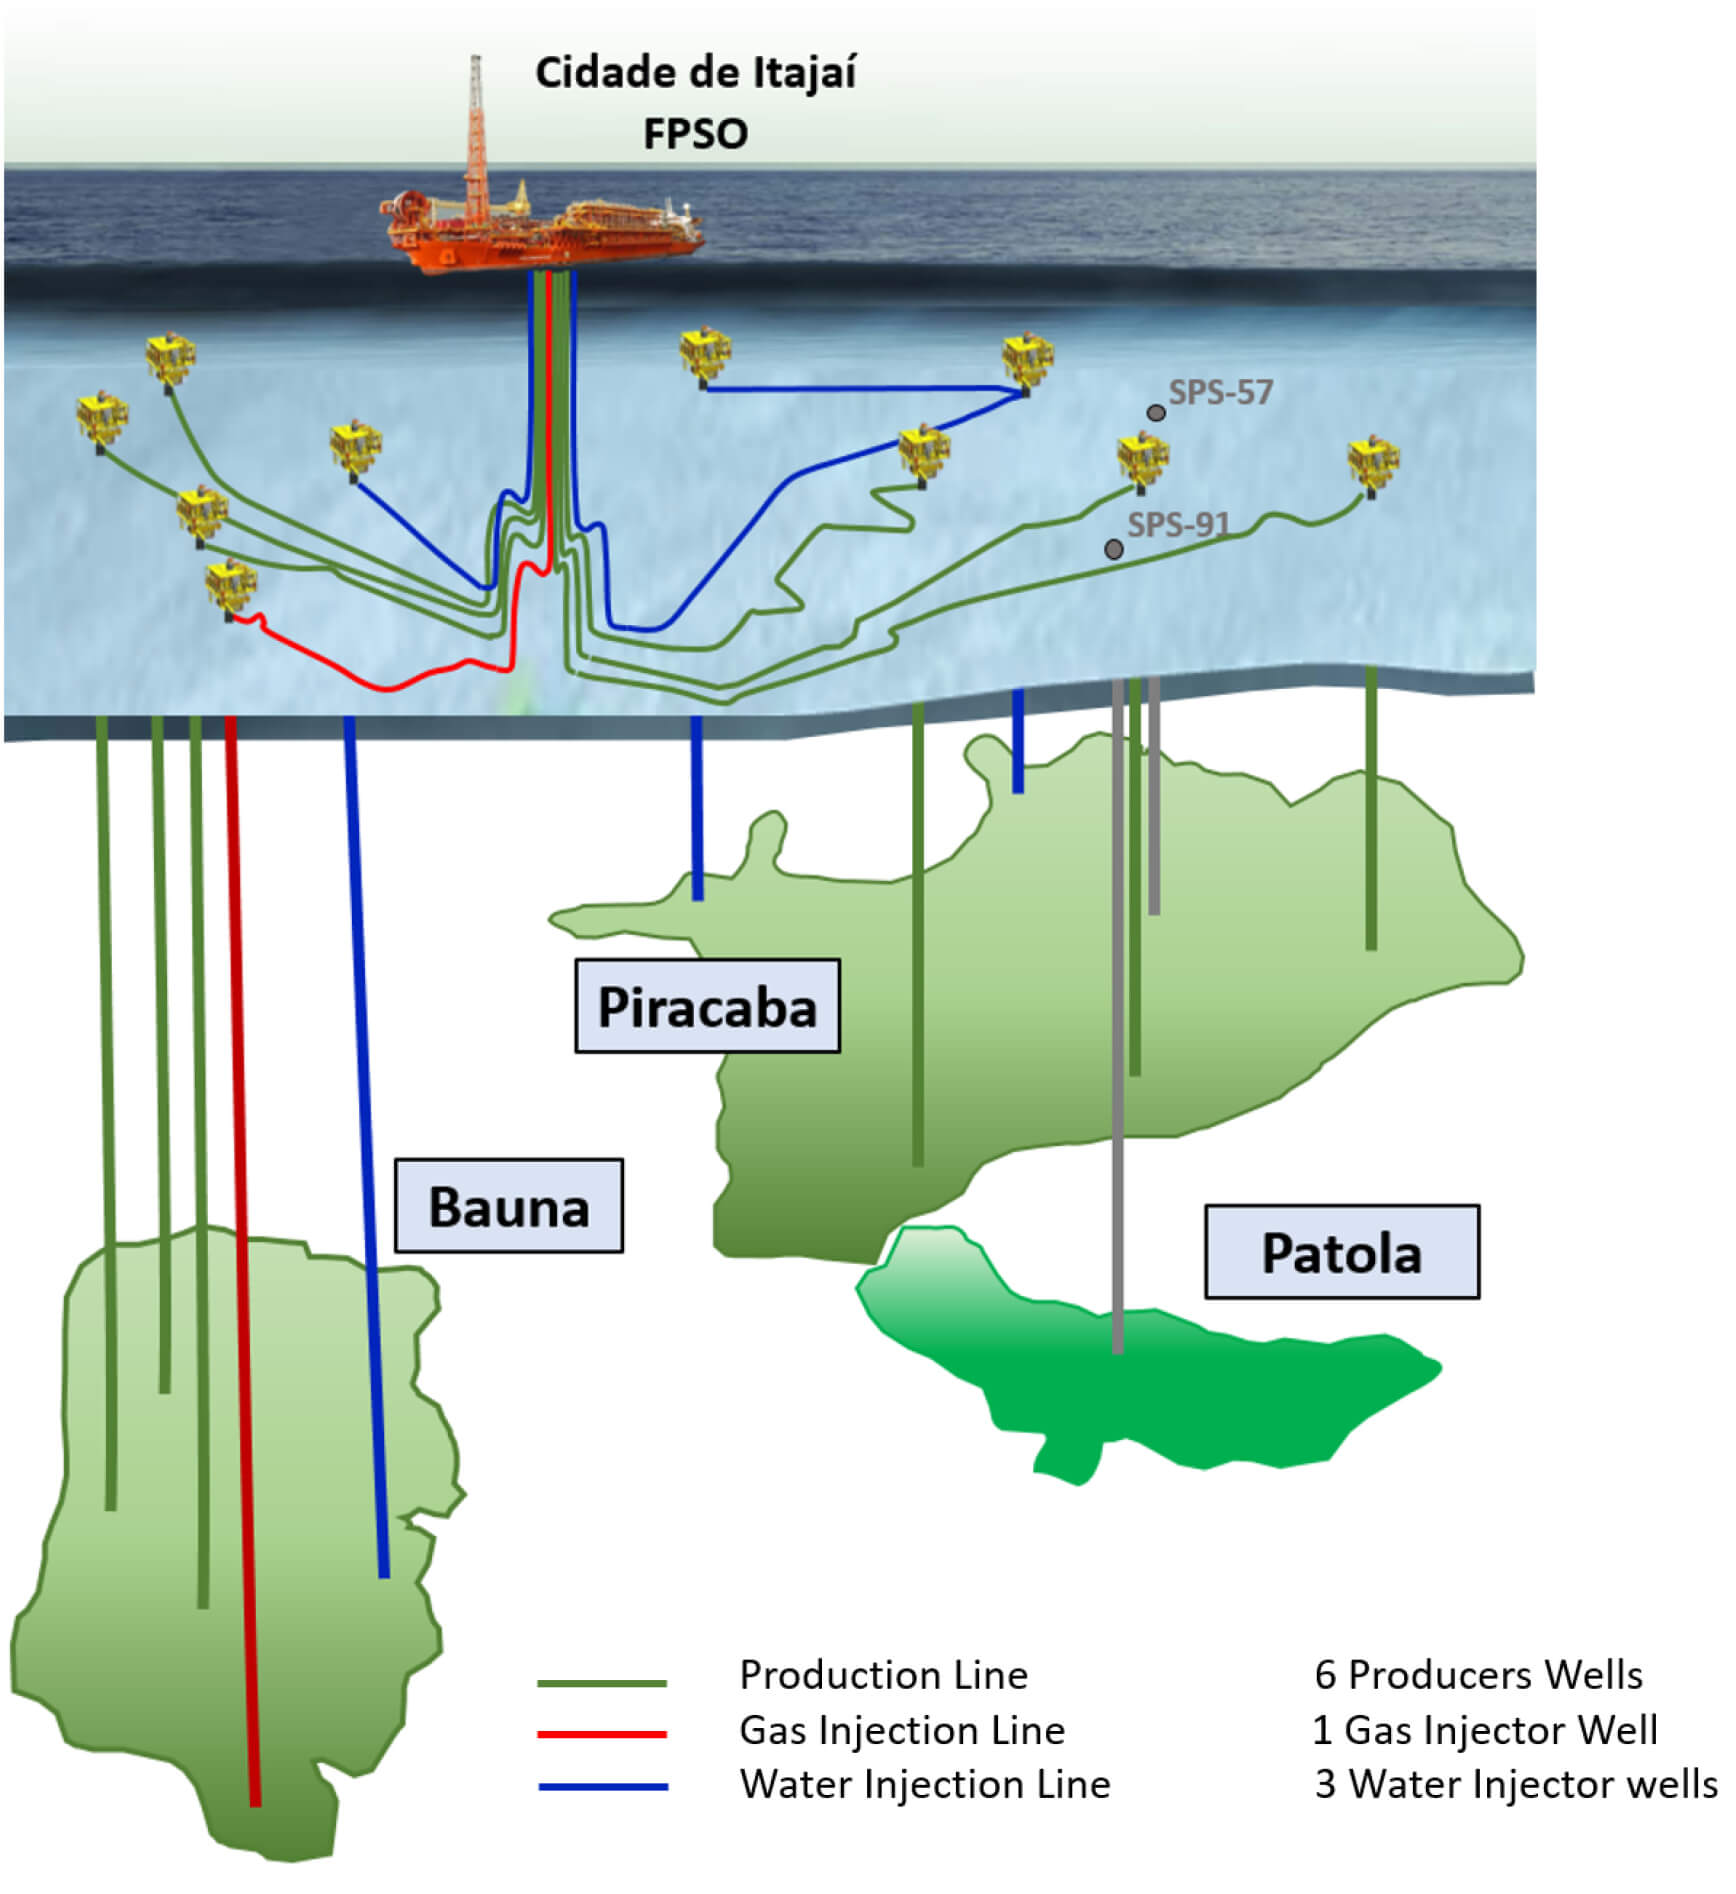 Cidade de Itajaí
FPSO
SPS-57
SPS-91
Piracaba
Bauna
Patola
Production Line
6 Producers Wells
Gas Injection Line
1 Gas Injector Well
Water Injection Line
3 Water Injector wells